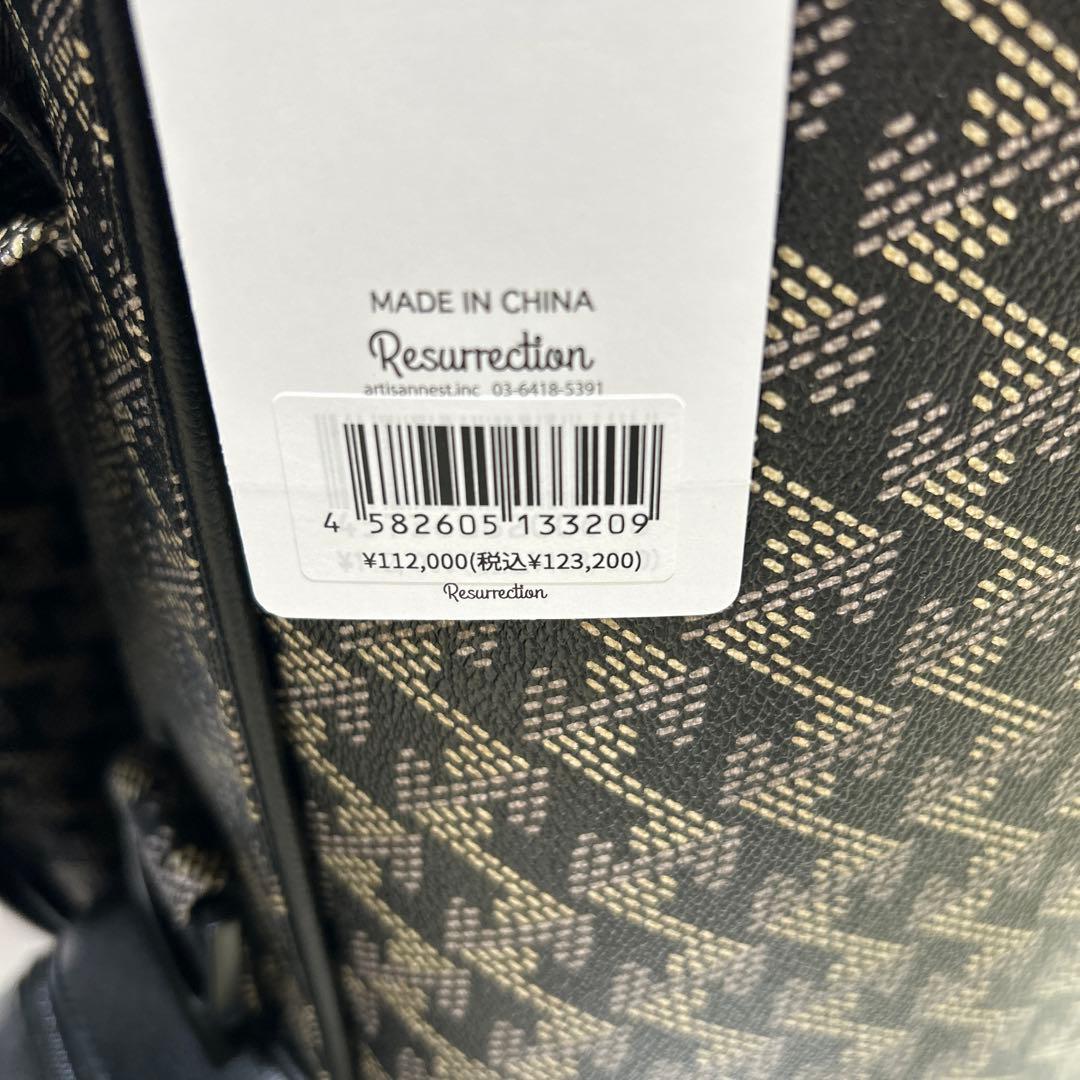 MADE IN CHINA
Resurrection
artisannest.inc 03-6418-5391
4 582605 133209
¥112,000(税込¥123,200)
Resurrection